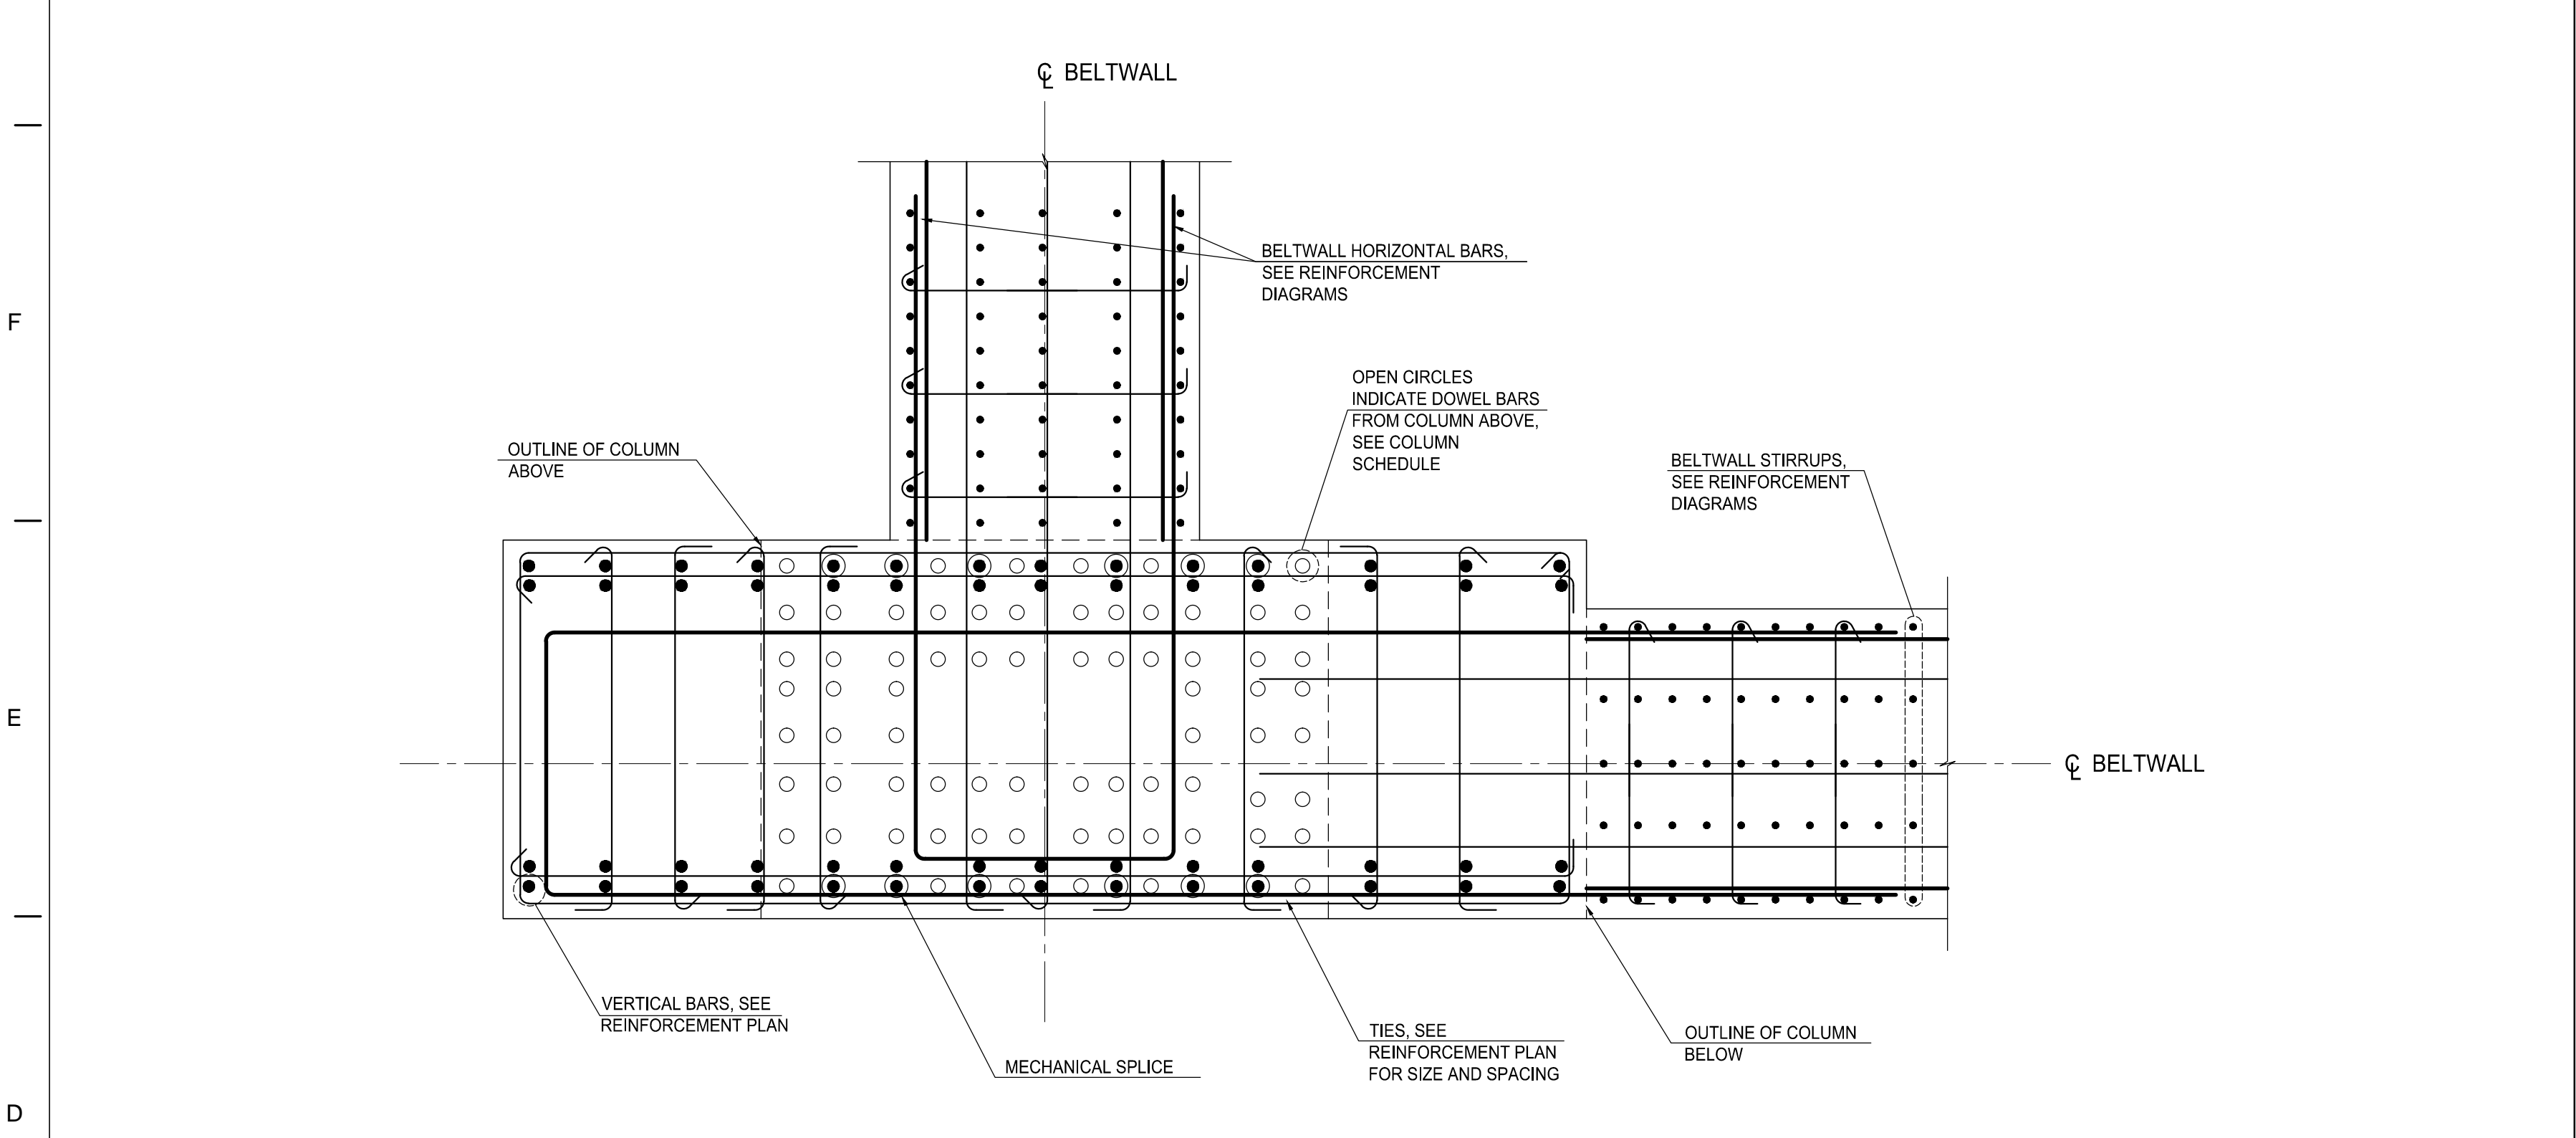 ℄ BELTWALL
BELTWALL HORIZONTAL BARS,
SEE REINFORCEMENT
DIAGRAMS
F
OPEN CIRCLES
INDICATE DOWEL BARS
FROM COLUMN ABOVE,
SEE COLUMN
SCHEDULE
OUTLINE OF COLUMN
ABOVE
BELTWALL STIRRUPS,
SEE REINFORCEMENT
DIAGRAMS
E
℄ BELTWALL
VERTICAL BARS, SEE
REINFORCEMENT PLAN
MECHANICAL SPLICE
TIES, SEE
REINFORCEMENT PLAN
FOR SIZE AND SPACING
OUTLINE OF COLUMN
BELOW
D